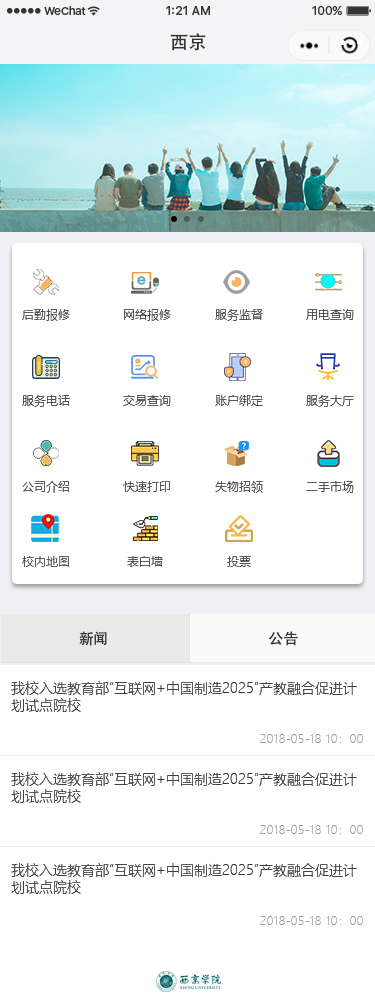 WeChat 1:21 AM 100%
西京
后勤报修 网络报修 服务监督 用电查询
服务电话 交易查询 账户绑定 服务大厅
公司介绍 快速打印 失物招领 二手市场
校内地图 表白墙 投票
新闻 公告
我校入选教育部“互联网+中国制造2025”产教融合促进计
划试点院校
2018-05-18 10：00
我校入选教育部“互联网+中国制造2025”产教融合促进计
划试点院校
2018-05-18 10：00
我校入选教育部“互联网+中国制造2025”产教融合促进计
划试点院校
2018-05-18 10：00
西京学院
XIJING UNIVERSITY